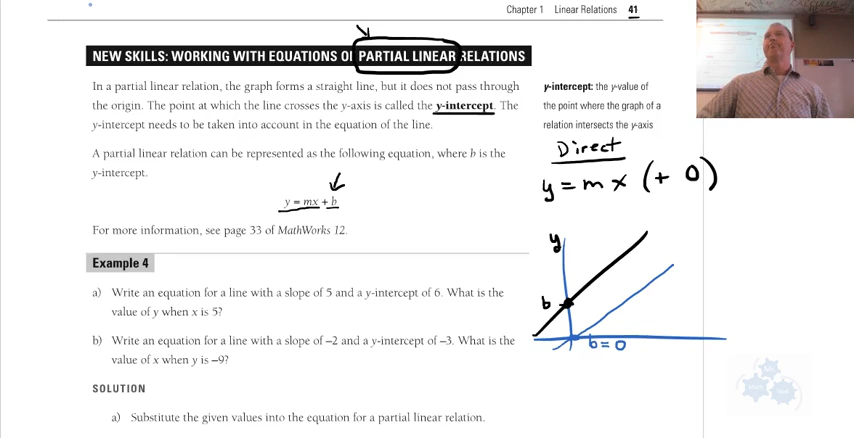 Chapter 1 Linear Relations 41
NEW SKILLS: WORKING WITH EQUATIONS OF PARTIAL LINEAR RELATIONS
In a partial linear relation, the graph forms a straight line, but it does not pass through
the origin. The point at which the line crosses the y-axis is called the y-intercept. The
y-intercept needs to be taken into account in the equation of the line.
A partial linear relation can be represented as the following equation, where b is the
y-intercept.
y = mx + b
For more information, see page 33 of MathWorks 12.
y-intercept: the y-value of
the point where the graph of a
relation intersects the y-axis
Direct
y = mx (+ 0)
y
b
b = 0
Example 4
a) Write an equation for a line with a slope of 5 and a y-intercept of 6. What is the
value of y when x is 5?
b) Write an equation for a line with a slope of –2 and a y-intercept of –3. What is the
value of x when y is –9?
SOLUTION
a) Substitute the given values into the equation for a partial linear relation.